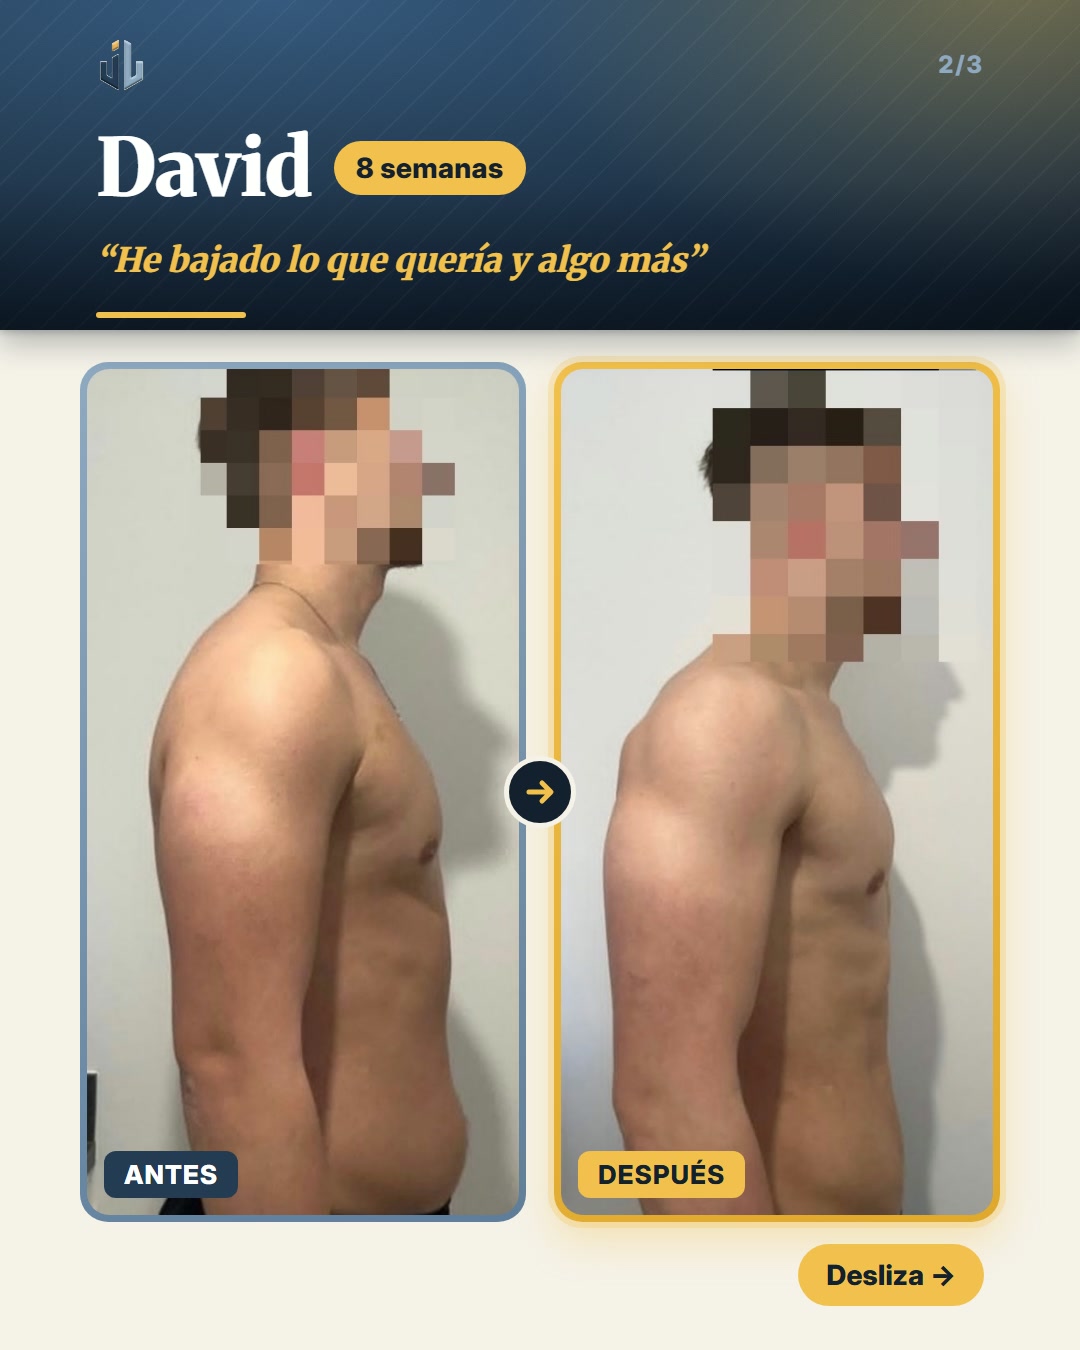 2/3
David
8 semanas
“He bajado lo que quería y algo más”
ANTES
DESPUÉS
Desliza →